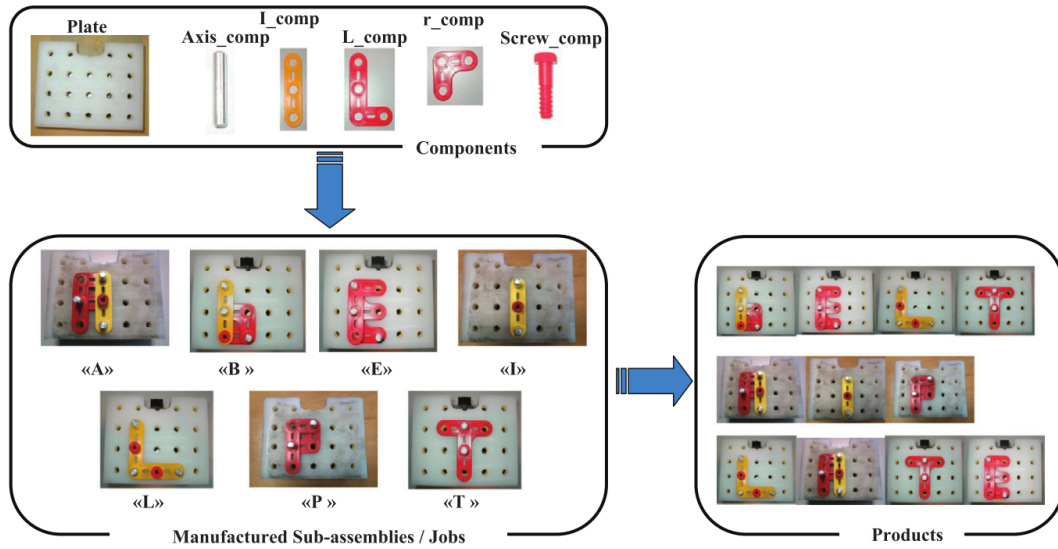 Plate
Axis_comp
I_comp
L_comp
r_comp
Screw_comp
Components
«A»
«B »
«E»
«I»
«L»
«P »
«T »
Manufactured Sub-assemblies / Jobs
Products